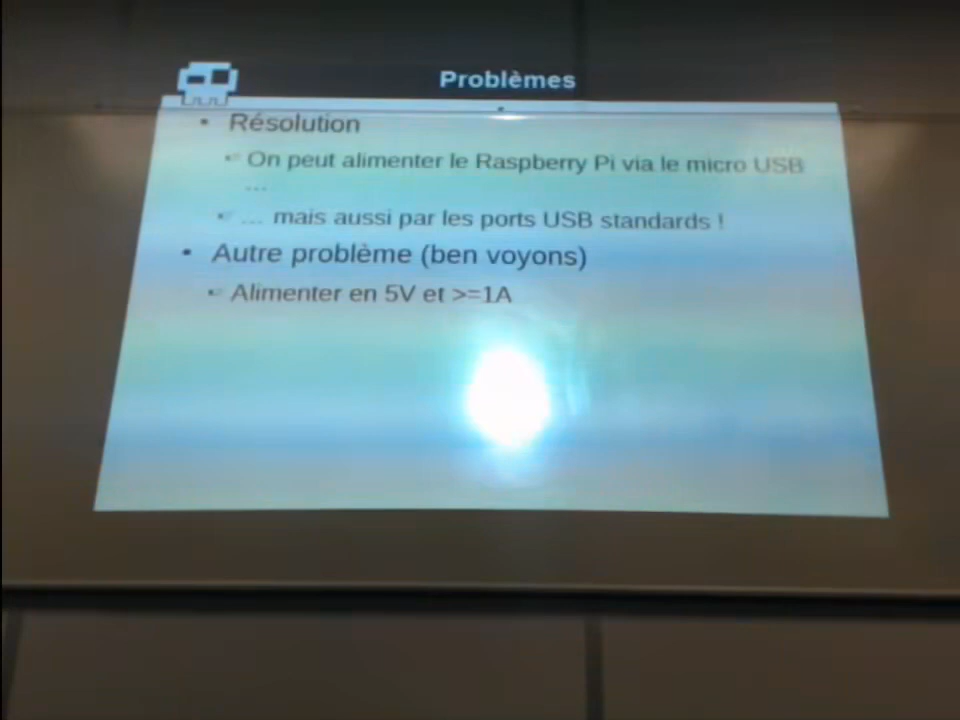 Problèmes
• Résolution
On peut alimenter le Raspberry Pi via le micro USB
...
... mais aussi par les ports USB standards !
• Autre problème (ben voyons)
Alimenter en 5V et >=1A